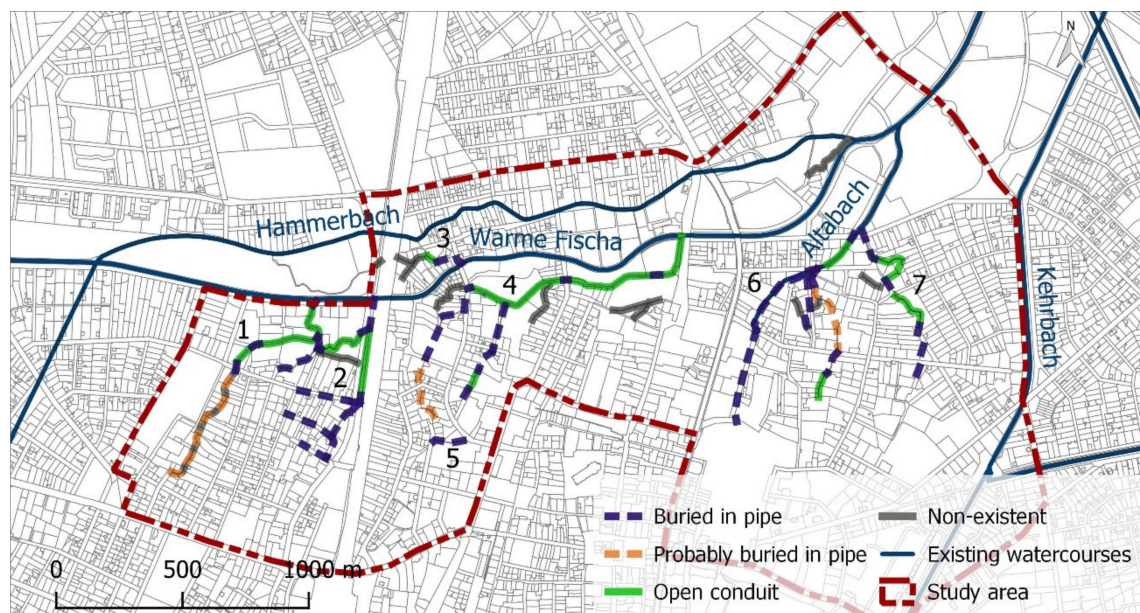 N
Hammerbach
3
Warme Fischa
Altabach
4
6
7
Kehrbach
1
2
5
Buried in pipe
Non-existent
Probably buried in pipe
Existing watercourses
Open conduit
Study area
0
500
1000 m